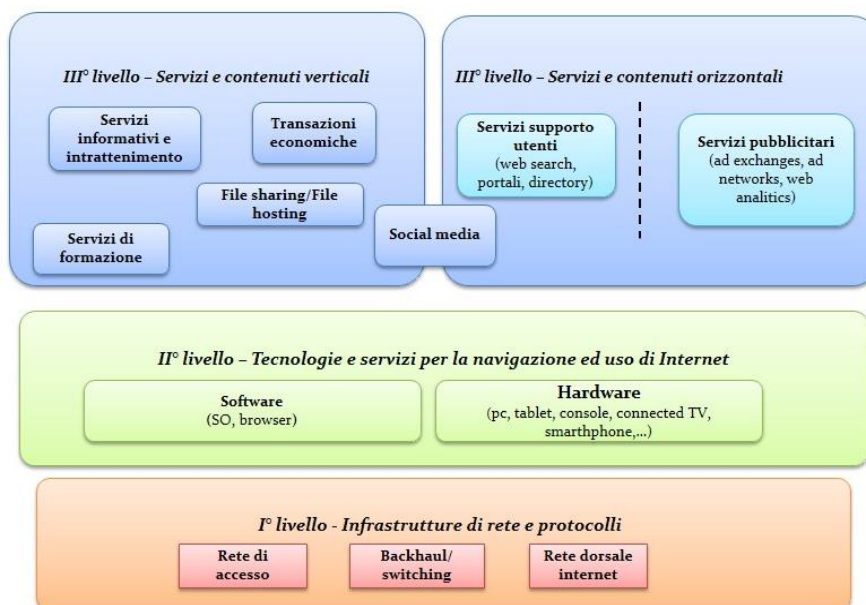 III° livello – Servizi e contenuti verticali
Servizi
informativi e
intrattenimento
Transazioni
economiche
File sharing/File
hosting
Servizi di
formazione
Social media
III° livello – Servizi e contenuti orizzontali
Servizi supporto
utenti
(web search,
portali, directory)
Servizi pubblicitari
(ad exchanges, ad
networks, web
analitics)
II° livello – Tecnologie e servizi per la navigazione ed uso di Internet
Software
(SO, browser)
Hardware
(pc, tablet, console, connected TV,
smarthphone,...)
I° livello - Infrastrutture di rete e protocolli
Rete di
accesso
Backhaul/
switching
Rete dorsale
internet